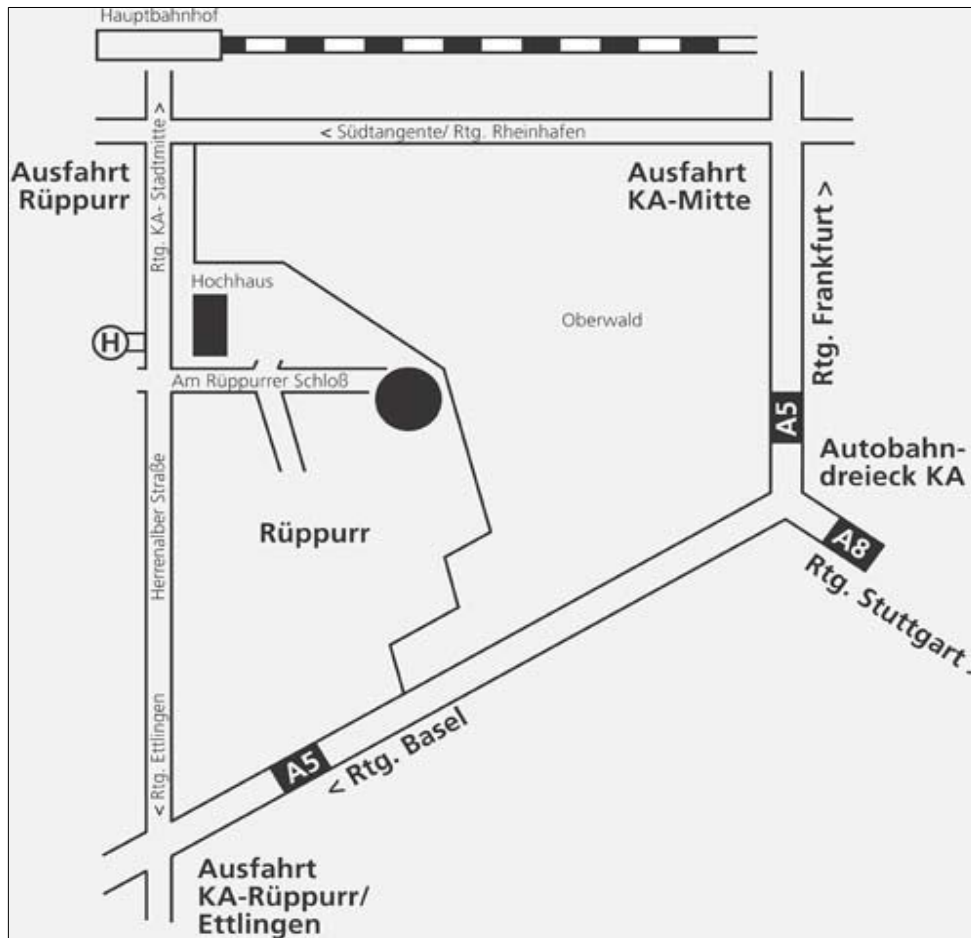 Hauptbahnhof
< Südtangente/ Rtg. Rheinhafen
Ausfahrt
Rüppurr
Rtg. KA- Stadtmitte >
Ausfahrt
KA-Mitte
Rtg. Frankfurt >
Hochhaus
Oberwald
H
Am Rüppurrer Schloß
A5
Autobahn-
dreieck KA
Herrenalber Straße
Rüppurr
A8
Rtg. Stuttgart >
< Rtg. Ettlingen
A5
< Rtg. Basel
Ausfahrt
KA-Rüppurr/
Ettlingen